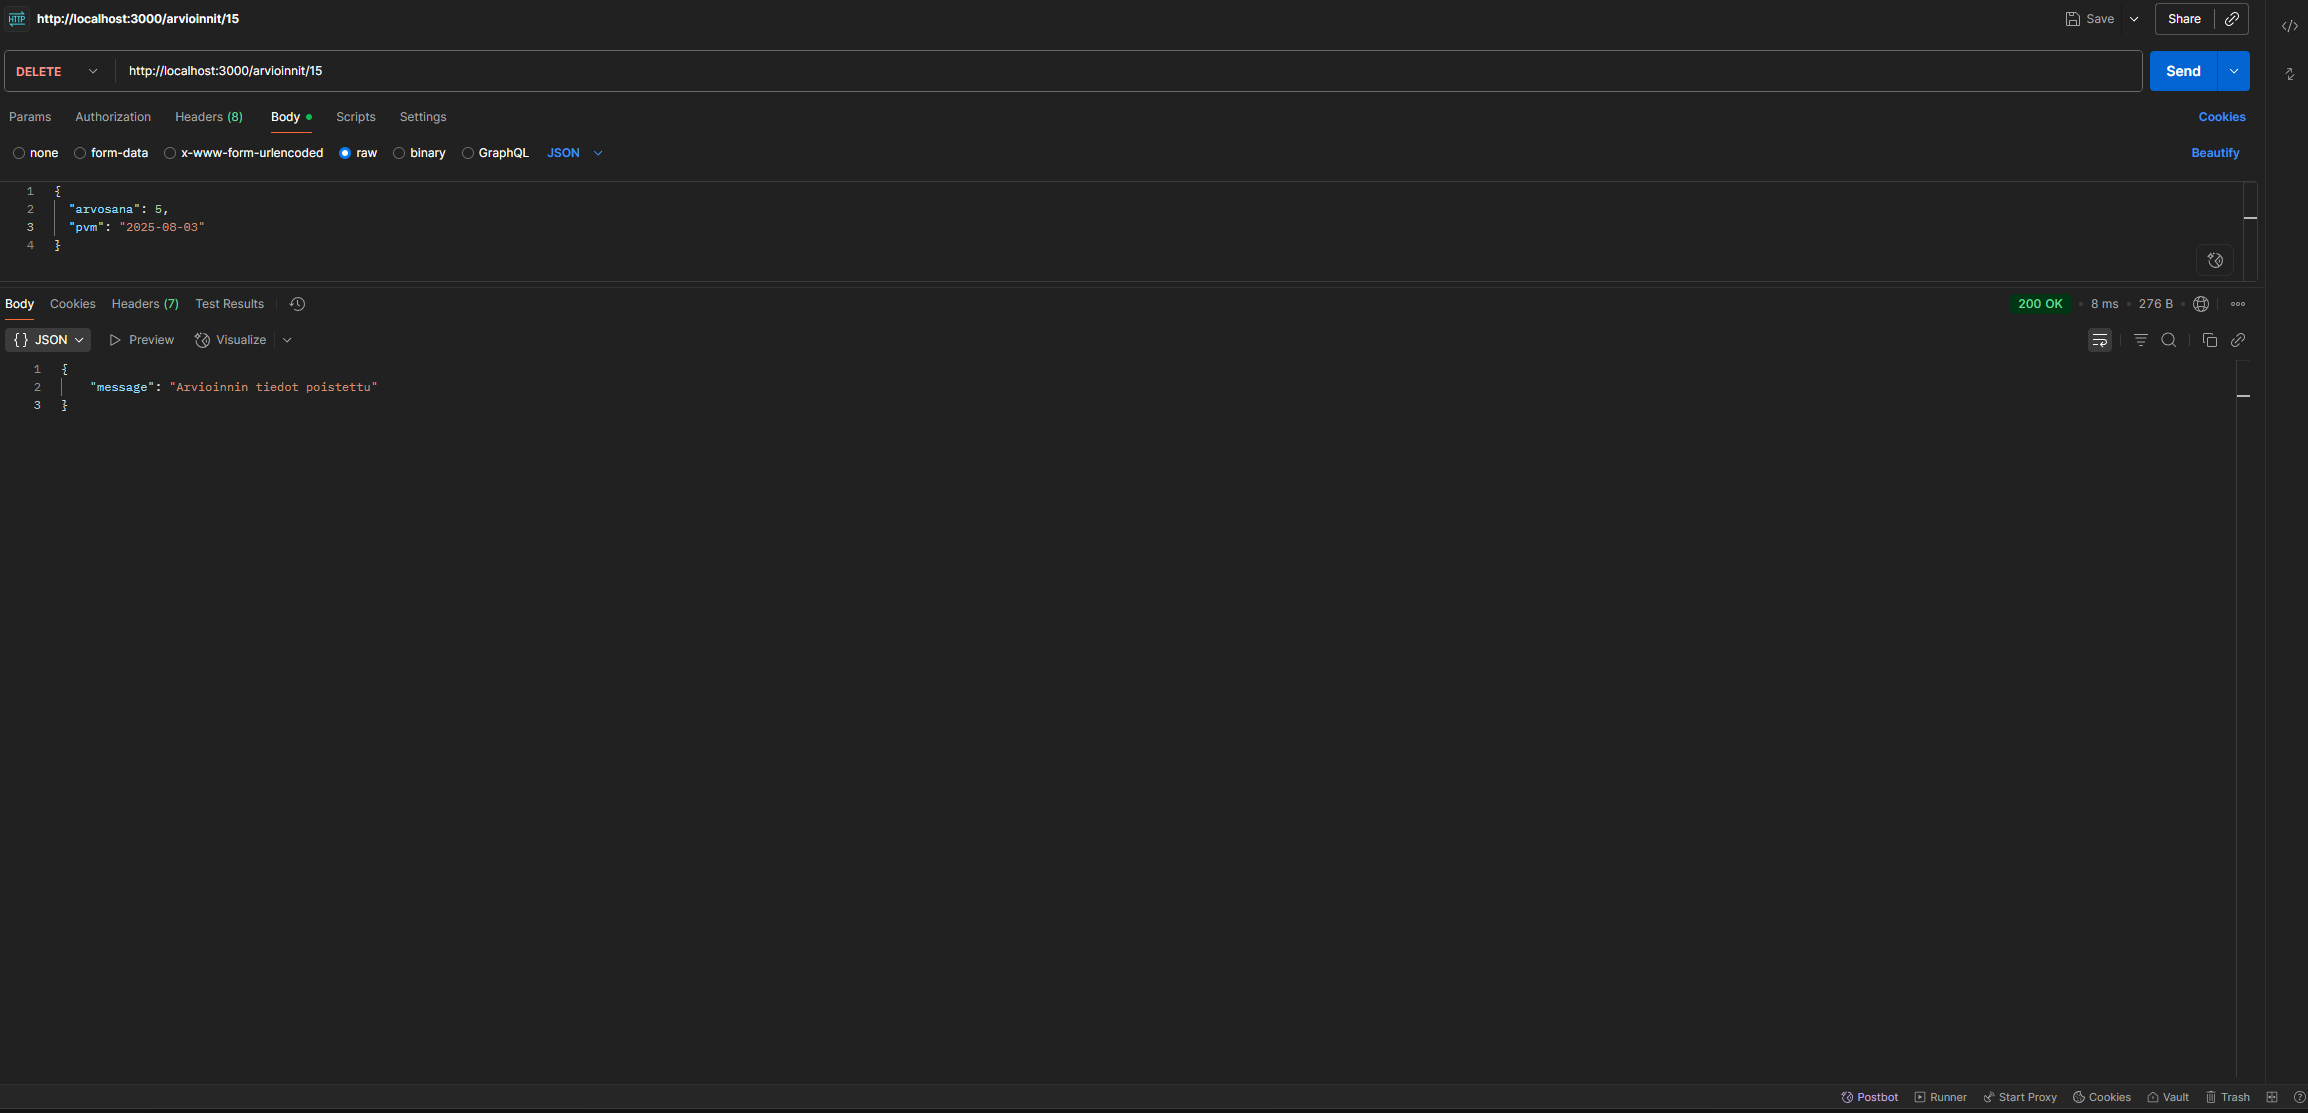 HTTP http://localhost:3000/arvioinnit/15 Save Share
DELETE http://localhost:3000/arvioinnit/15 Send
Params Authorization Headers (8) Body Scripts Settings Cookies
none form-data x-www-form-urlencoded raw binary GraphQL JSON Beautify
1 {
2 "arvosana": 5,
3 "pvm": "2025-08-03"
4 }
Body Cookies Headers (7) Test Results 200 OK 8 ms 276 B
{} JSON Preview Visualize
1 {
2 "message": "Arvioinnin tiedot poistettu"
3 }
Postbot Runner Start Proxy Cookies Vault Trash